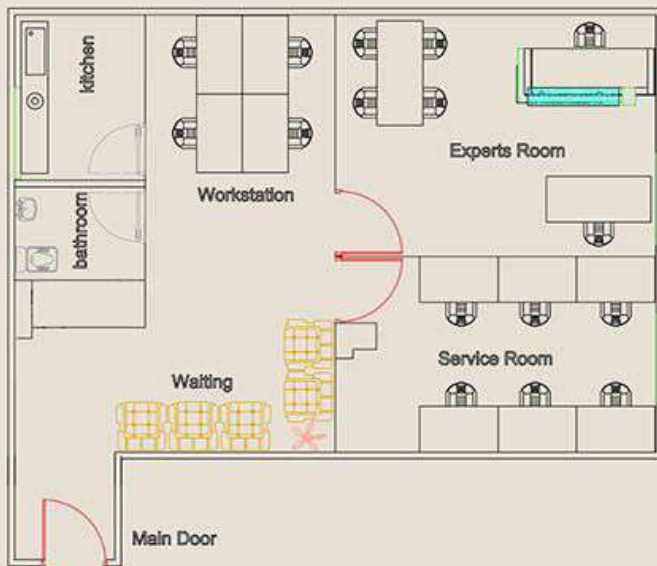 kitchen
Experts Room
Workstation
bathroom
Service Room
Waiting
Main Door